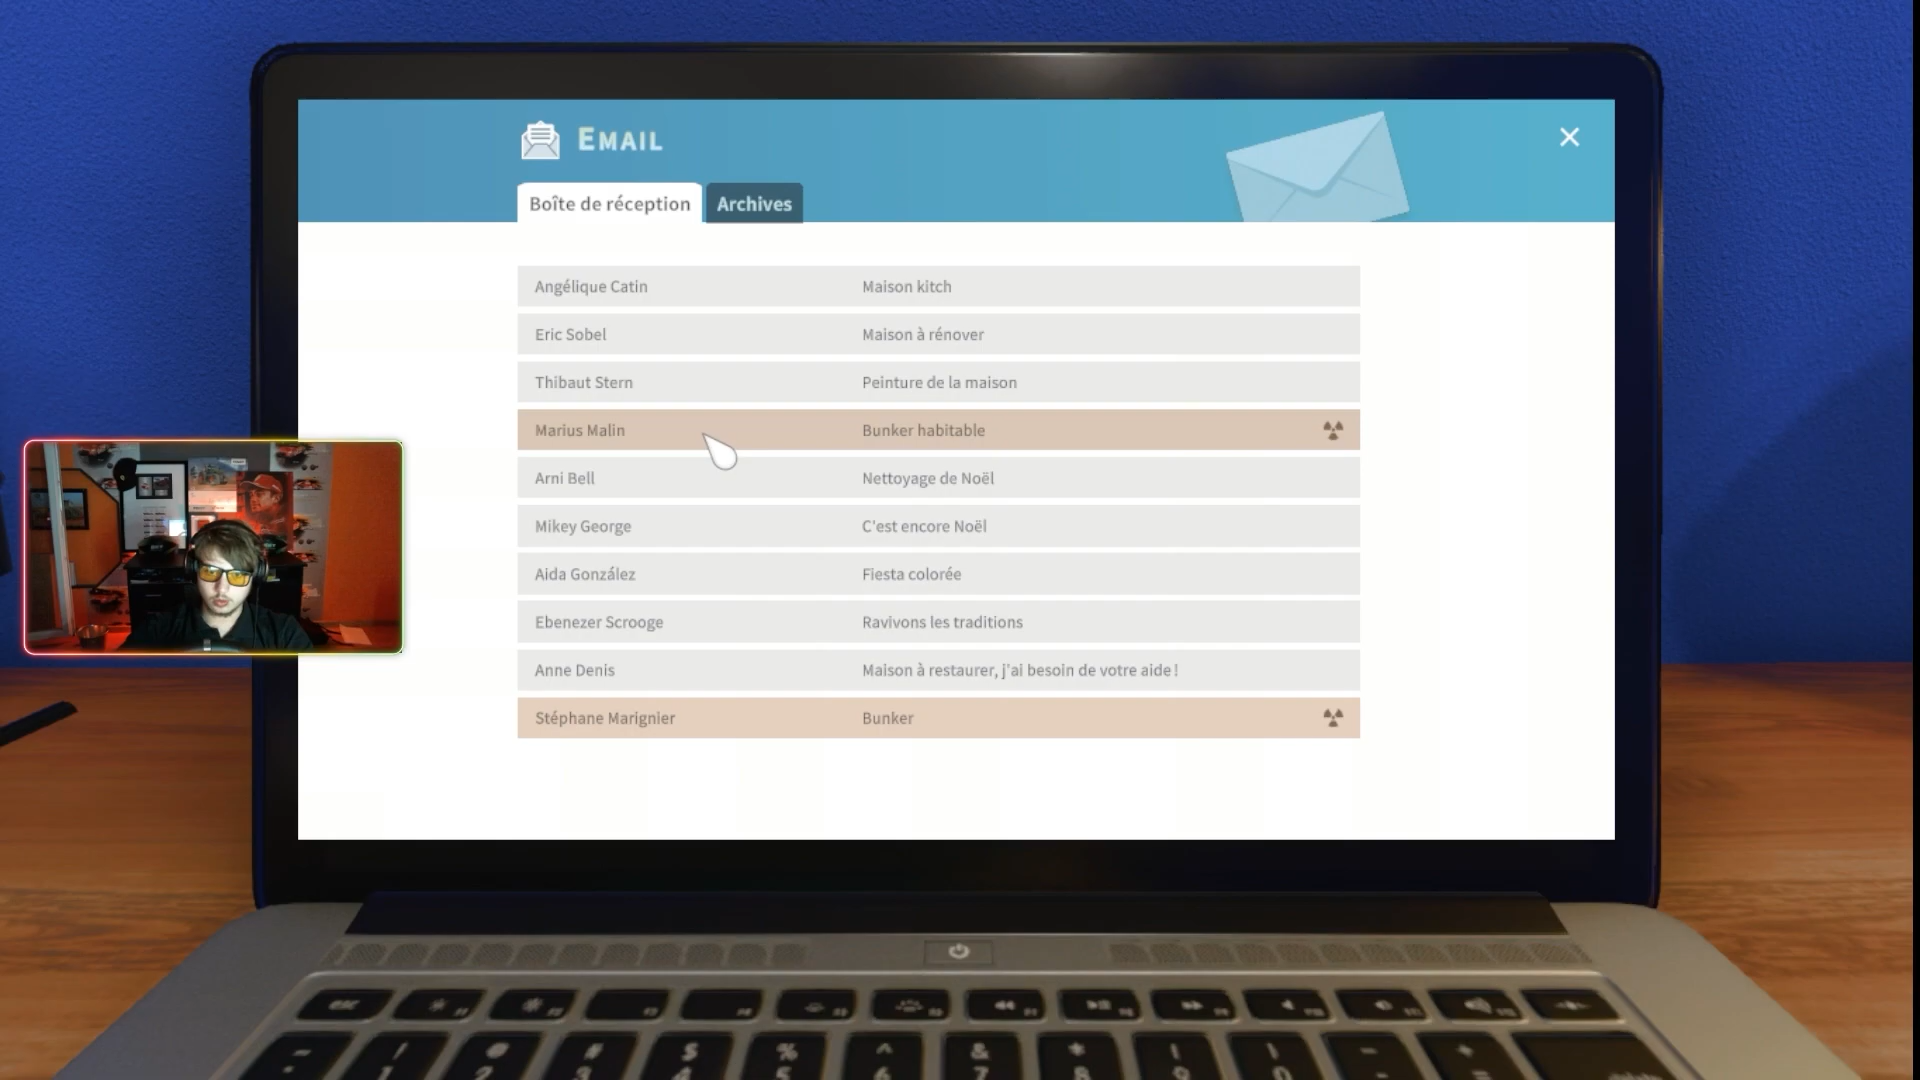 EMAIL
Boîte de réception
Archives
Angélique Catin Maison kitch
Eric Sobel Maison à rénover
Thibaut Stern Peinture de la maison
Marius Malin Bunker habitable
Arni Bell Nettoyage de Noël
Mikey George C'est encore Noël
Aida González Fiesta colorée
Ebenezer Scrooge Ravivons les traditions
Anne Denis Maison à restaurer, j'ai besoin de votre aide !
Stéphane Marignier Bunker
esc